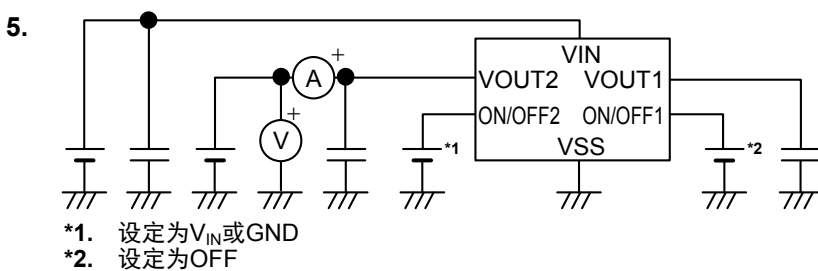 5.
VIN
A +
VOUT2 VOUT1
ON/OFF2 ON/OFF1
V +
*1 *2
VSS
*1. 设定为VIN或GND
*2. 设定为OFF